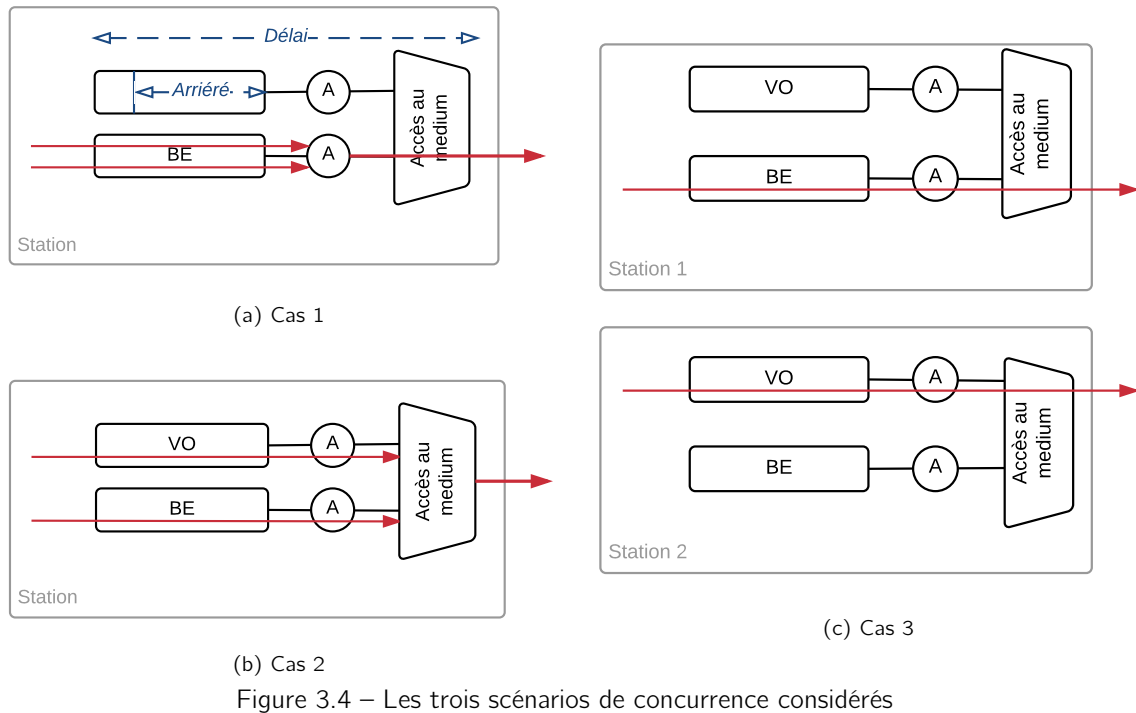 Délai
Arriéré
A
BE
A
Accès au
medium
Station
(a) Cas 1
VO
A
BE
A
Accès au
medium
Station
(b) Cas 2
VO
A
BE
A
Accès au
medium
Station 1
VO
A
BE
A
Accès au
medium
Station 2
(c) Cas 3
Figure 3.4 – Les trois scénarios de concurrence considérés